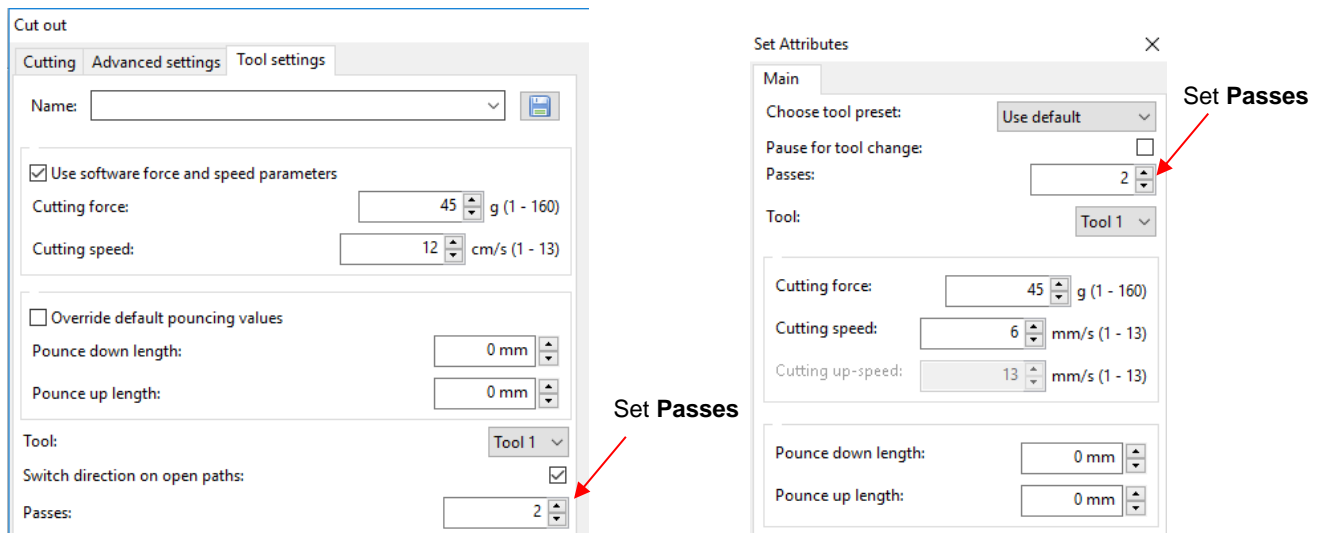 Cut out
Cutting Advanced settings Tool settings
Name:
Use software force and speed parameters
Cutting force: 45 g (1 - 160)
Cutting speed: 12 cm/s (1 - 13)
Override default pouncing values
Pounce down length: 0 mm
Pounce up length: 0 mm
Tool: Tool 1
Switch direction on open paths:
Passes: 2
Set Passes
Set Attributes
Main
Choose tool preset: Use default
Pause for tool change:
Passes: 2
Tool: Tool 1
Cutting force: 45 g (1 - 160)
Cutting speed: 6 mm/s (1 - 13)
Cutting up-speed: 13 mm/s (1 - 13)
Pounce down length: 0 mm
Pounce up length: 0 mm
Set Passes